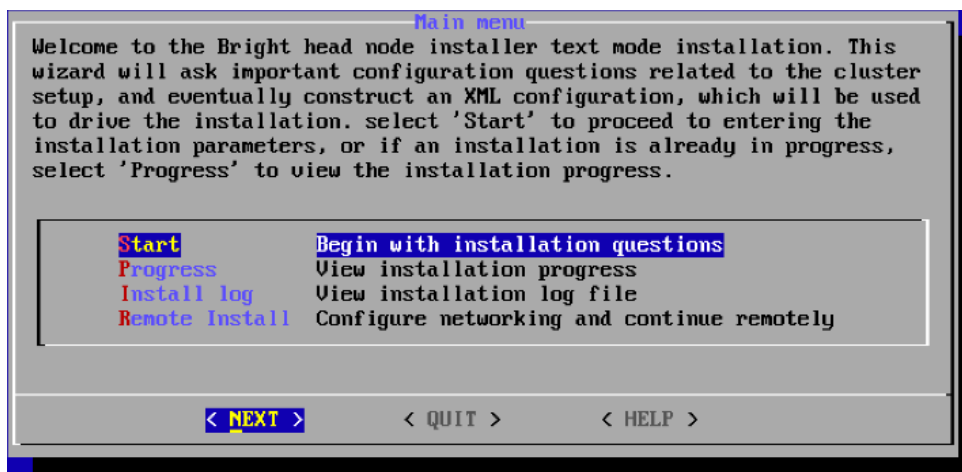 Main menu
Welcome to the Bright head node installer text mode installation. This
wizard will ask important configuration questions related to the cluster
setup, and eventually construct an XML configuration, which will be used
to drive the installation. select 'Start' to proceed to entering the
installation parameters, or if an installation is already in progress,
select 'Progress' to view the installation progress.
Start Begin with installation questions
Progress View installation progress
Install log View installation log file
Remote Install Configure networking and continue remotely
< NEXT > < QUIT > < HELP >